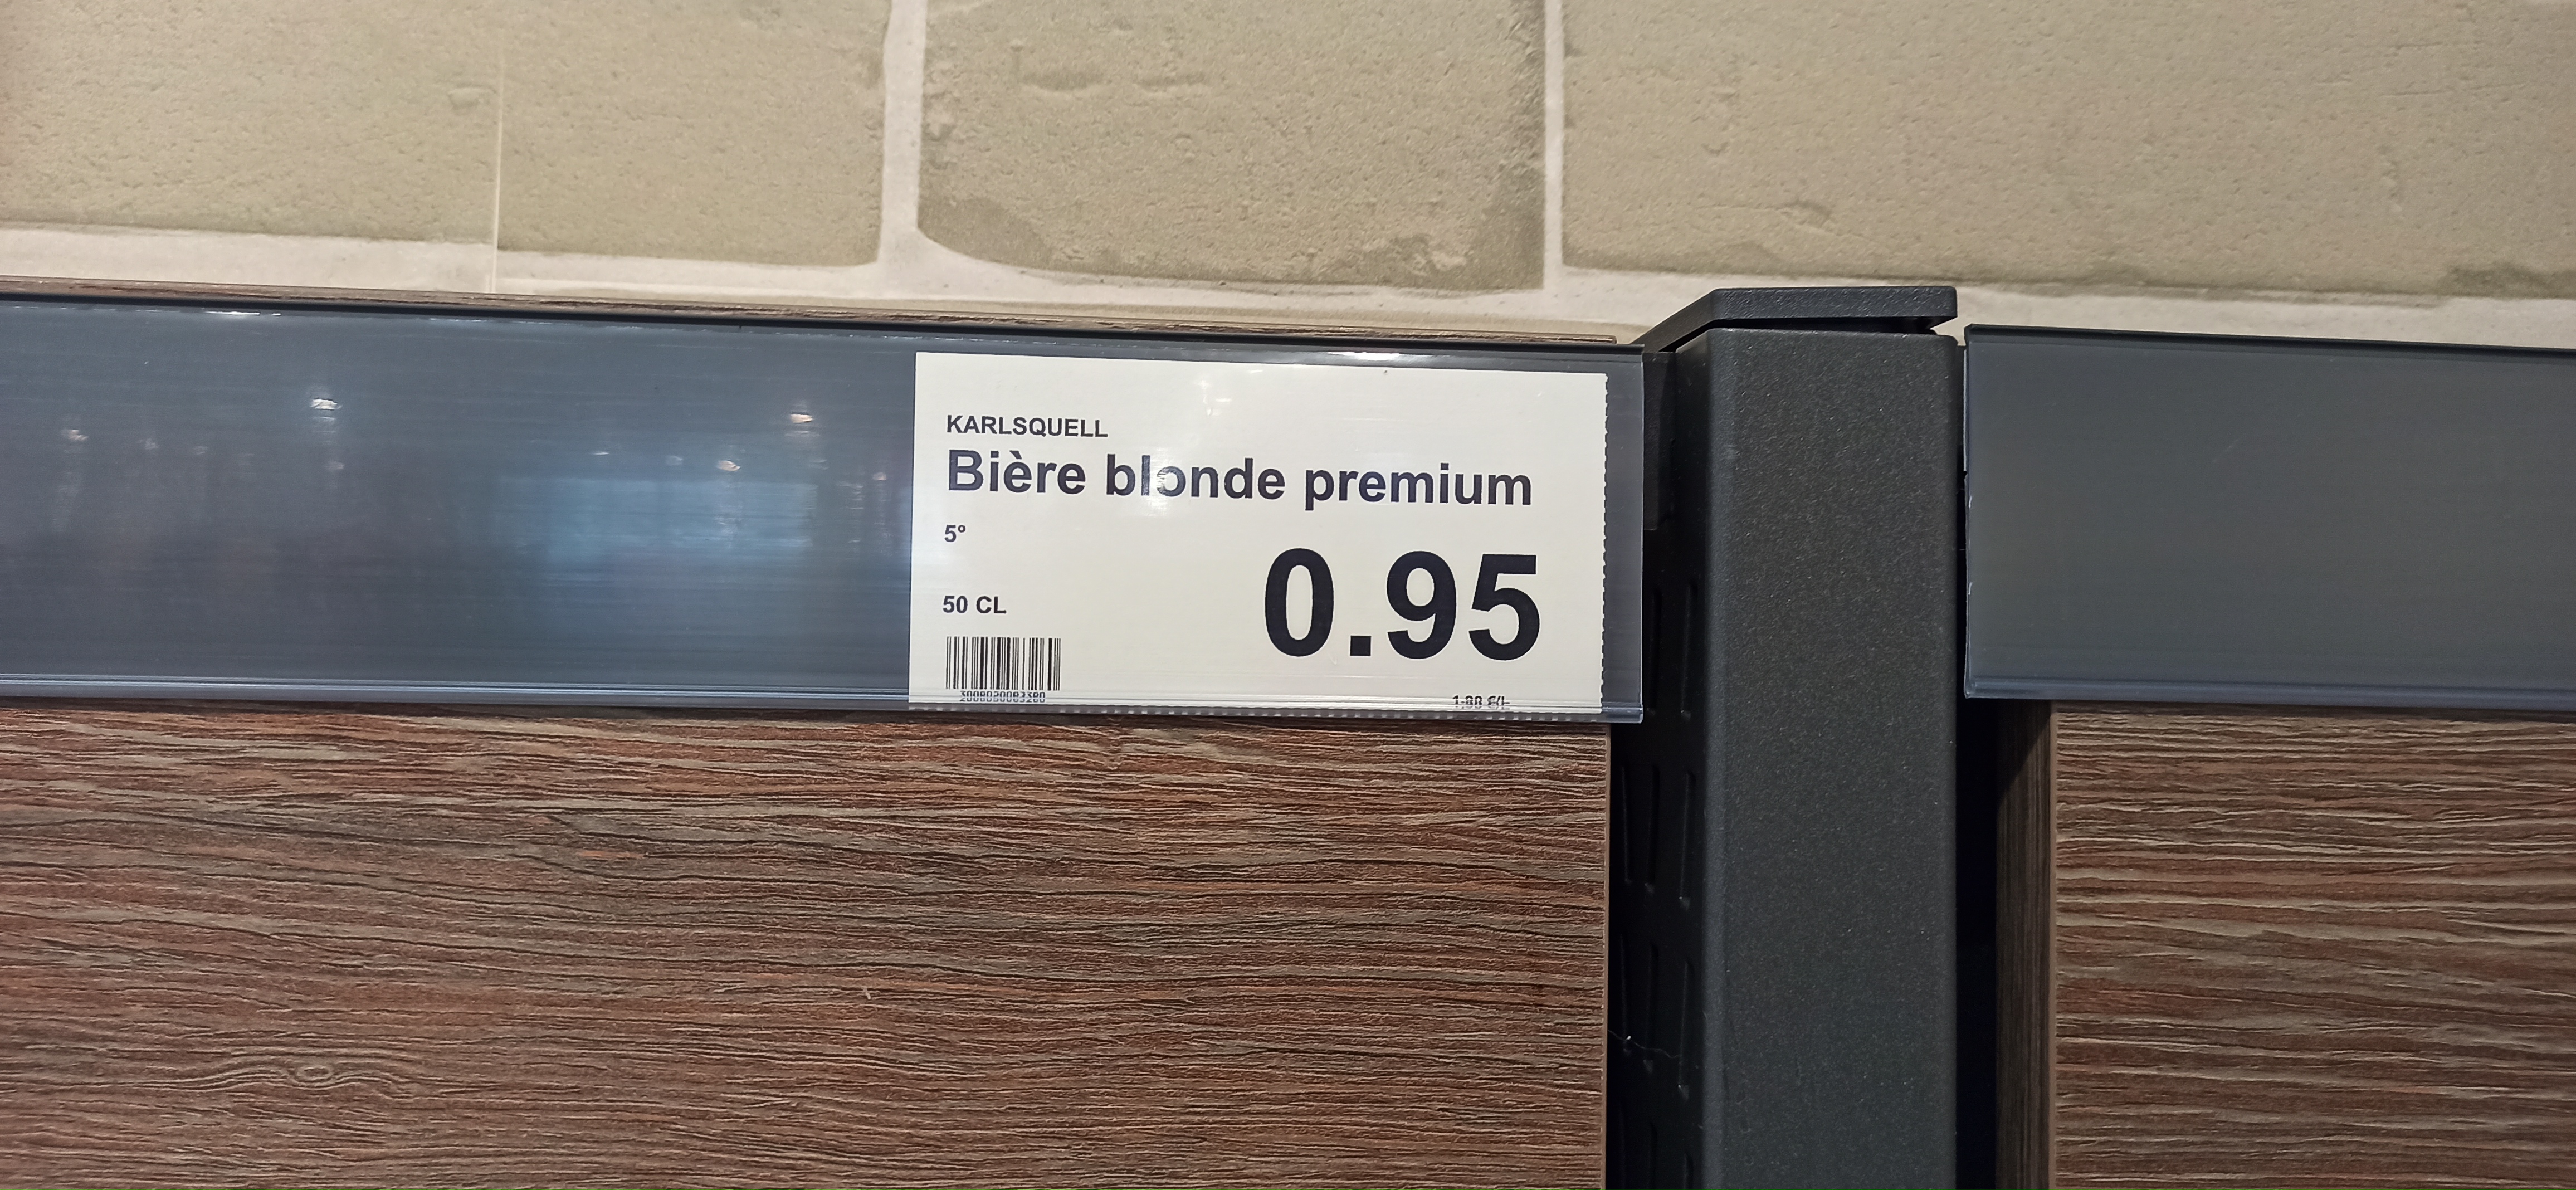 KARLSQUELL
Bière blonde premium
5°
50 CL
0.95
€/L